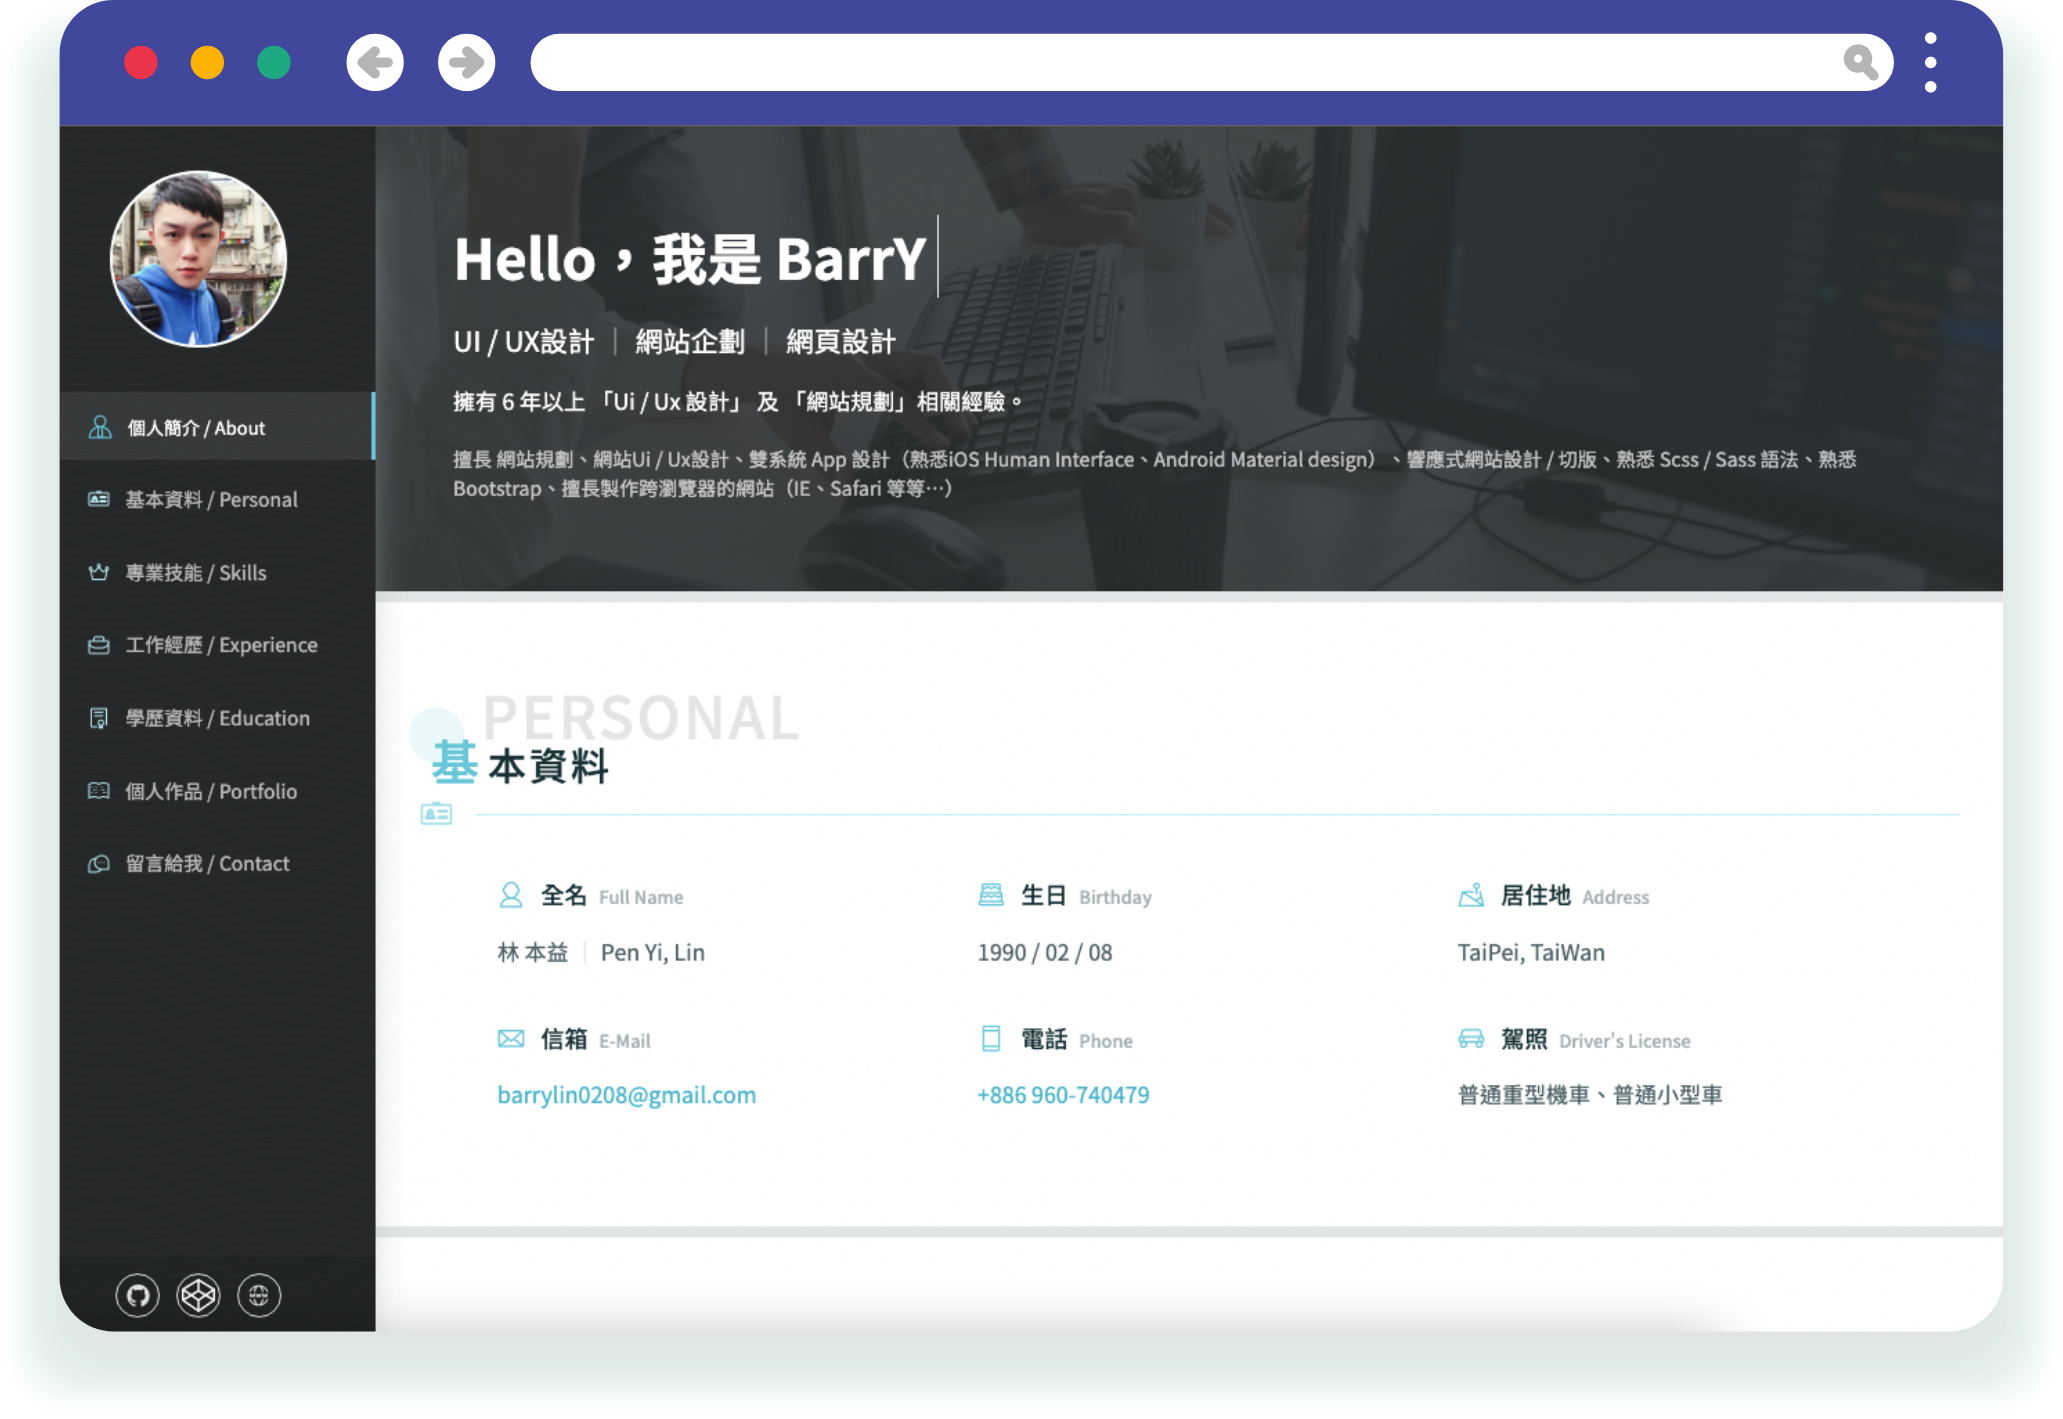 Hello，我是 BarrY
UI / UX設計 ｜ 網站企劃 ｜ 網頁設計
擁有 6 年以上 「Ui / Ux 設計」 及 「網站規劃」相關經驗。
擅長 網站規劃、網站Ui / Ux設計、雙系統 App 設計（熟悉iOS Human Interface、Android Material design）、響應式網站設計 / 切版、熟悉 Scss / Sass 語法、熟悉
Bootstrap、擅長製作跨瀏覽器的網站（IE、Safari 等等…）
個人簡介 / About
基本資料 / Personal
專業技能 / Skills
工作經歷 / Experience
學歷資料 / Education
個人作品 / Portfolio
留言給我 / Contact
PERSONAL
基本資料
全名 Full Name
林 本益 ｜ Pen Yi, Lin
生日 Birthday
1990 / 02 / 08
居住地 Address
TaiPei, TaiWan
信箱 E-Mail
barrylin0208@gmail.com
電話 Phone
+886 960-740479
駕照 Driver's License
普通重型機車、普通小型車